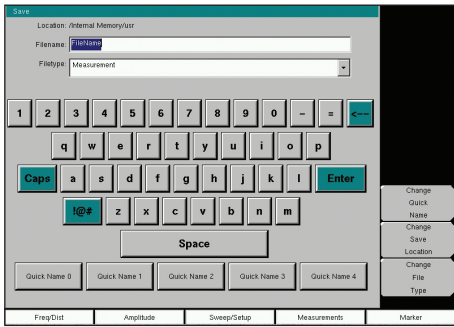 Save
Location: /Internal Memory/usr
Filename: FileName
Filetype: Measurement
1 2 3 4 5 6 7 8 9 0 - = <--
q w e r t y u i o p
Caps a s d f g h j k l Enter
!@# z x c v b n m
Space
Quick Name 0 Quick Name 1 Quick Name 2 Quick Name 3 Quick Name 4
Change
Quick
Name
Change
Save
Location
Change
File
Type
Freq/Dist Amplitude Sweep/Setup Measurements Marker